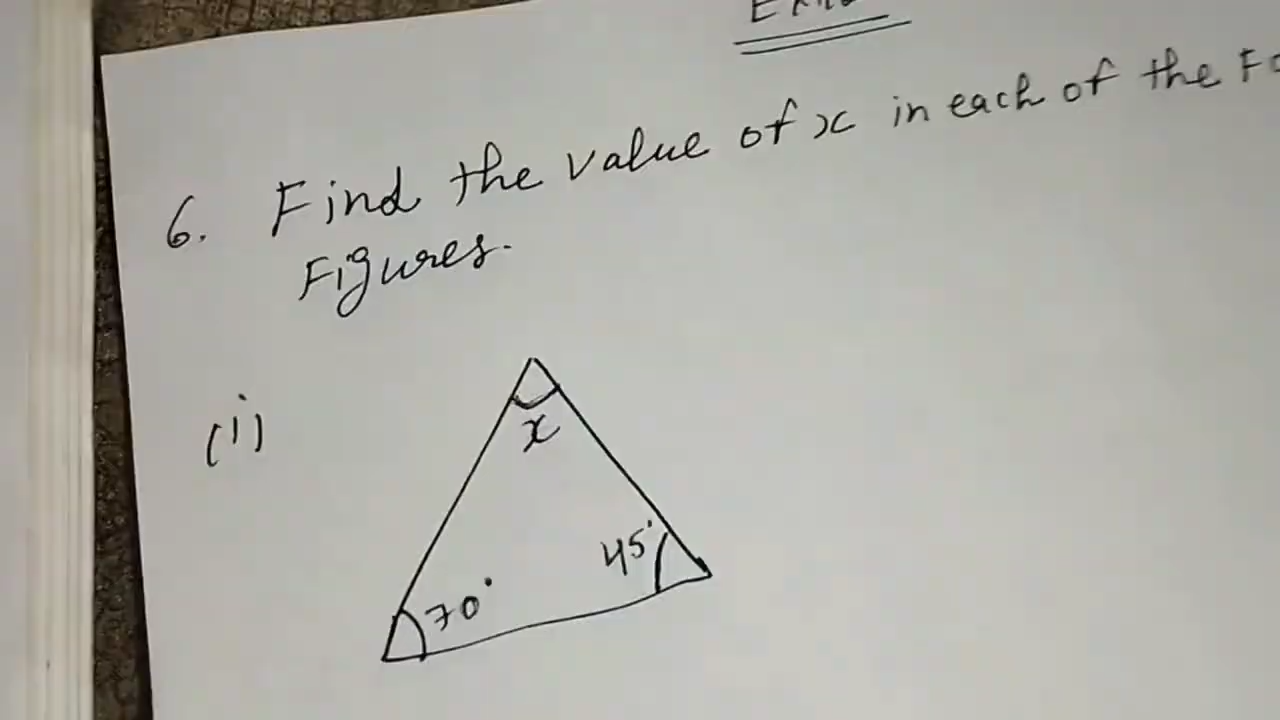 6. Find the value of x in each of the
Figures.
(i)
x
45°
70°